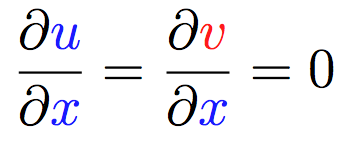 ∂u/∂x = ∂v/∂x = 0